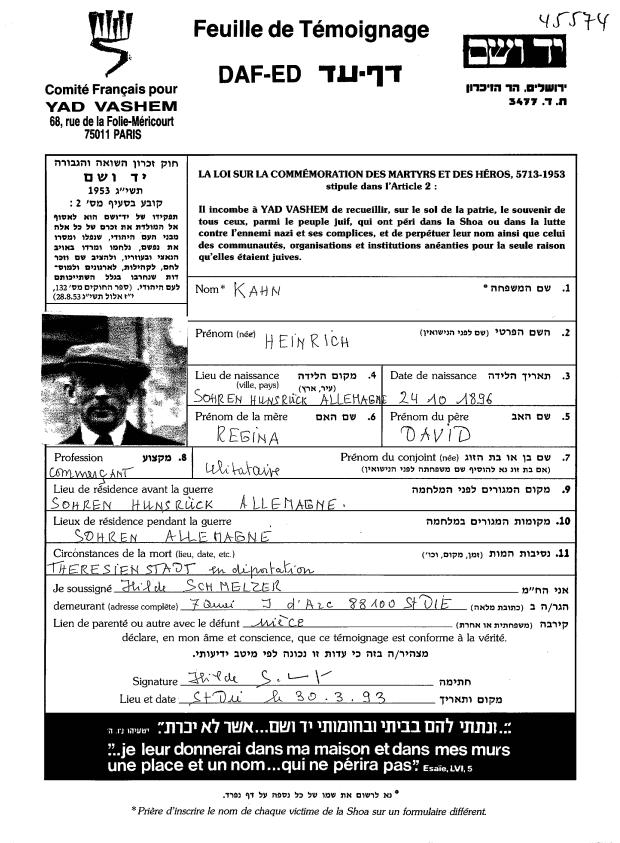 45574
Feuille de Témoignage
DAF-ED דף-עד
Comité Français pour
YAD VASHEM
68, rue de la Folie-Méricourt
75011 PARIS
יד ושם
ירושלים, הר הזיכרון
ת. ד. 3477
חוק זכרון השואה והגבורה
יד ושם
תשי״ג 1953
קובע בסעיף מס׳ 2 :
תפקידו של יד־ושם הוא לאסוף
אל המולדת את זכרם של כל אלה
מבני העם היהודי, שנפלו ומסרו
את נפשם, נלחמו ומרדו באויב
הנאצי ובעוזריו, ולהציב שם וזכר
להם, לקהילות, לארגונים ולמוס־
דות שנחרבו בגלל השתייכותם
לעם היהודי. (ספר החוקים מס׳ 132,
י״ז אלול תשי״ג 28.8.53)
LA LOI SUR LA COMMÉMORATION DES MARTYRS ET DES HÉROS, 5713-1953
stipule dans l'Article 2 :
Il incombe à YAD VASHEM de recueillir, sur le sol de la patrie, le souvenir de
tous ceux, parmi le peuple juif, qui ont péri dans la Shoa ou dans la lutte
contre l'ennemi nazi et ses complices, et de perpétuer leur nom ainsi que celui
des communautés, organisations et institutions anéanties pour la seule raison
qu'elles étaient juives.
Nom* KAHN 1. שם המשפחה *
Prénom (née) HEINRICH 2. השם הפרטי (שם לפני הנישואין)
Lieu de naissance 4. מקום הלידה
(ville, pays) (עיר, ארץ)
SOHREN HUNSRÜCK ALLEMAGNE
Date de naissance 3. תאריך הלידה
24 10 1896
Prénom de la mère 6. שם האם
REGINA
Prénom du père 5. שם האב
DAVID
Profession 8. מקצוע
commerçant
Prénom du conjoint (née) 7. שם בן או בת הזוג
(אם בת זוג נא להוסיף שם משפחתה לפני הנישואין)
célibataire
Lieu de résidence avant la guerre 9. מקום המגורים לפני המלחמה
SOHREN HUNSRÜCK ALLEMAGNE.
Lieux de résidence pendant la guerre 10. מקומות המגורים במלחמה
SOHREN ALLEMAGNE
Circonstances de la mort (lieu, date, etc.) 11. נסיבות המות (זמן, מקום, וכו׳)
THERESIEN STADT en déportation
Je soussigné Hilde SCHMELZER אני הח״מ
demeurant (adresse complète) 7 Quai J d'Arc 88100 St DIE הגר/ה ב (כתובת מלאה)
Lien de parenté ou autre avec le défunt nièce קירבה (משפחתית או אחרת)
déclare, en mon âme et conscience, que ce témoignage est conforme à la vérité.
מצהיר/ה בזה כי עדות זו נכונה לפי מיטב ידיעותי.
Signature Hilde חתימה
Lieu et date St Dié le 30.3.93 מקום ותאריך
״...ונתתי להם בביתי ובחומותי יד ושם...אשר לא יכרת״. ישעיהו נ״ו, ה׳
"...je leur donnerai dans ma maison et dans mes murs
une place et un nom...qui ne périra pas". Esaïe, LVI, 5
* נא לרשום את שמו של כל נספה על דף נפרד.
* Prière d'inscrire le nom de chaque victime de la Shoa sur un formulaire différent.